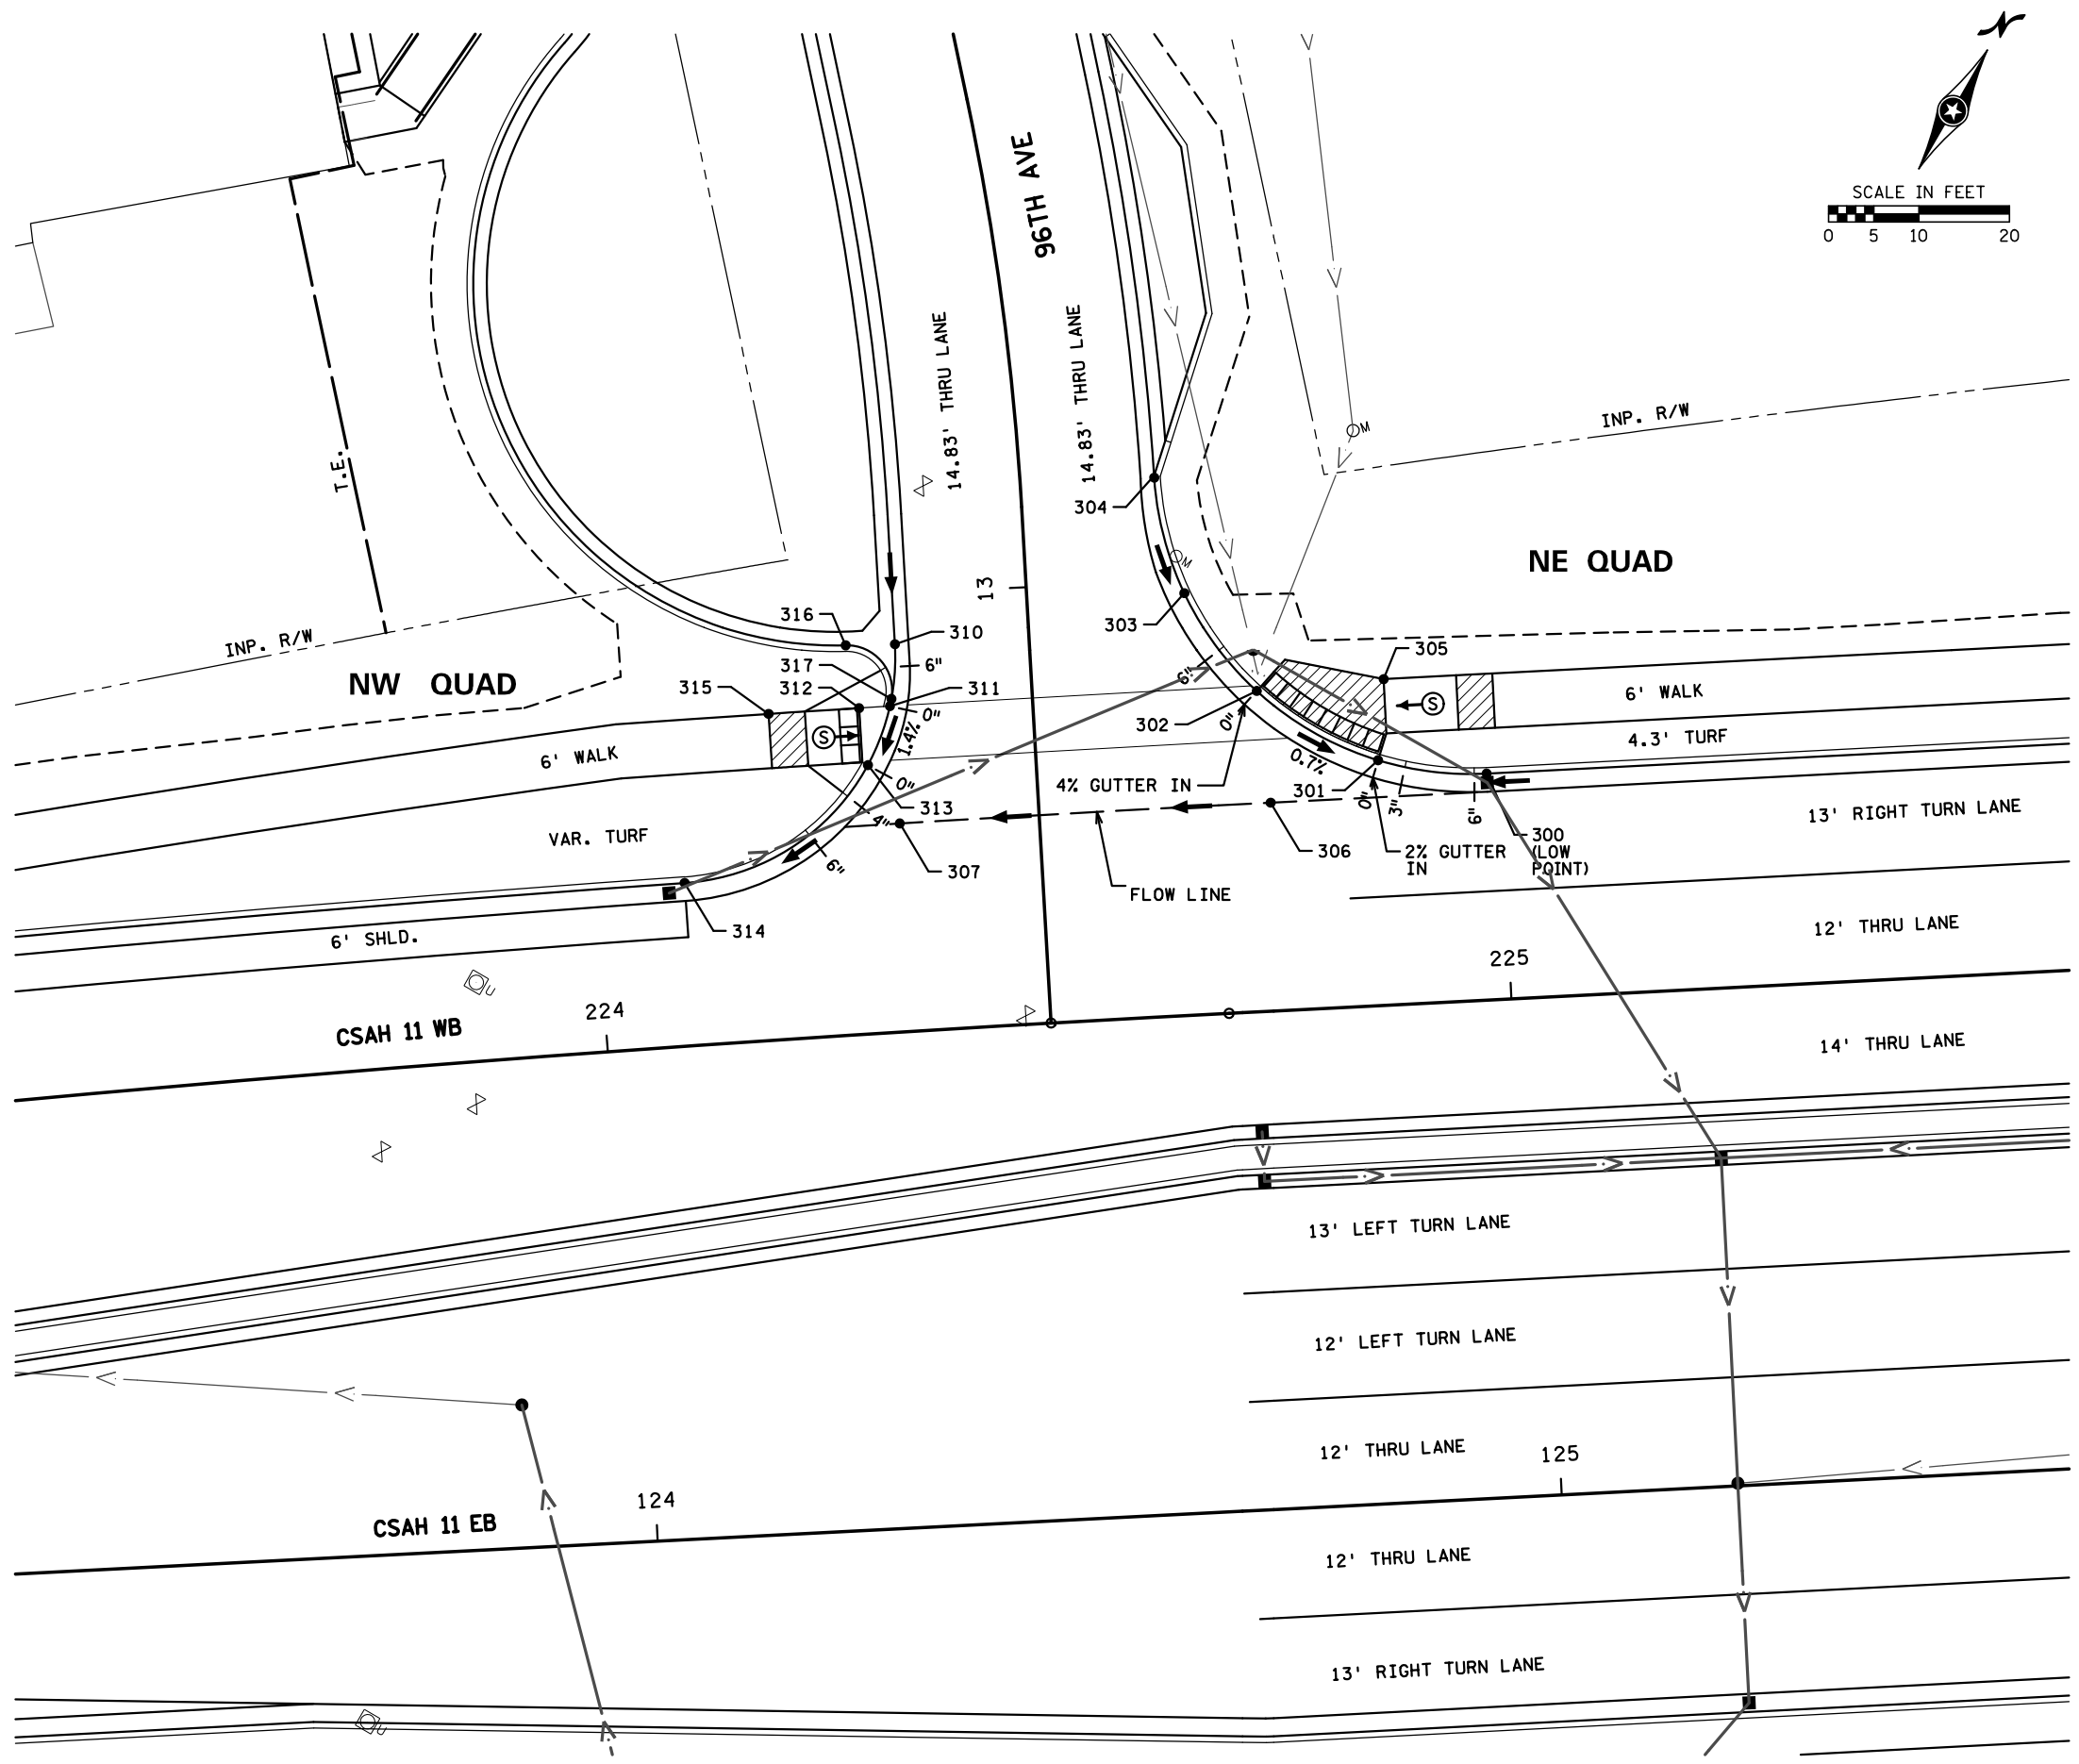 N
SCALE IN FEET
0 5 10 20
96TH AVE
14.83' THRU LANE
14.83' THRU LANE
INP. R/W
M
T.E.
304
M
NE QUAD
13
316
310
303
305
INP. R/W
317
6"
6"
NW QUAD
315
312
311
S
6' WALK
0"
302
0"
1.4%
S
4.3' TURF
6' WALK
0.7%
0"
4% GUTTER IN
301
0"
3"
6"
313
4"
13' RIGHT TURN LANE
VAR. TURF
300
(LOW
POINT)
306
2% GUTTER
IN
6"
307
FLOW LINE
12' THRU LANE
314
6' SHLD.
225
U
224
CSAH 11 WB
14' THRU LANE
13' LEFT TURN LANE
12' LEFT TURN LANE
12' THRU LANE
125
124
CSAH 11 EB
12' THRU LANE
13' RIGHT TURN LANE
U